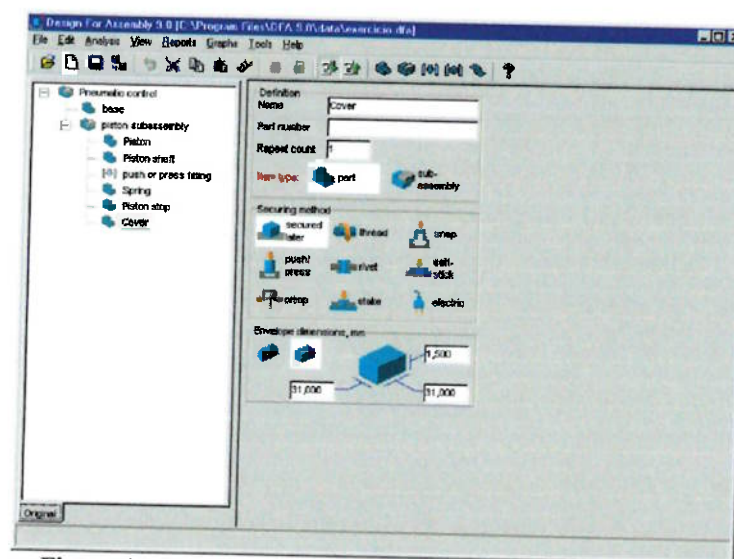 Design For Assembly 9.0 [C:\Program Files\DFA 9.0\data\exercicio.dfa]
File Edit Analysis View Reports Graphs Tools Help
Pneumatic control
base
piston subassembly
Piston
Piston shaft
push or press fitting
Spring
Piston stop
Cover
Original
Definition
Name Cover
Part number
Repeat count 1
Item type: part sub-assembly
Securing method
secured later thread snap
push/press rivet self-stick
crimp stake electric
Envelope dimensions, mm
1,500
31,000 31,000